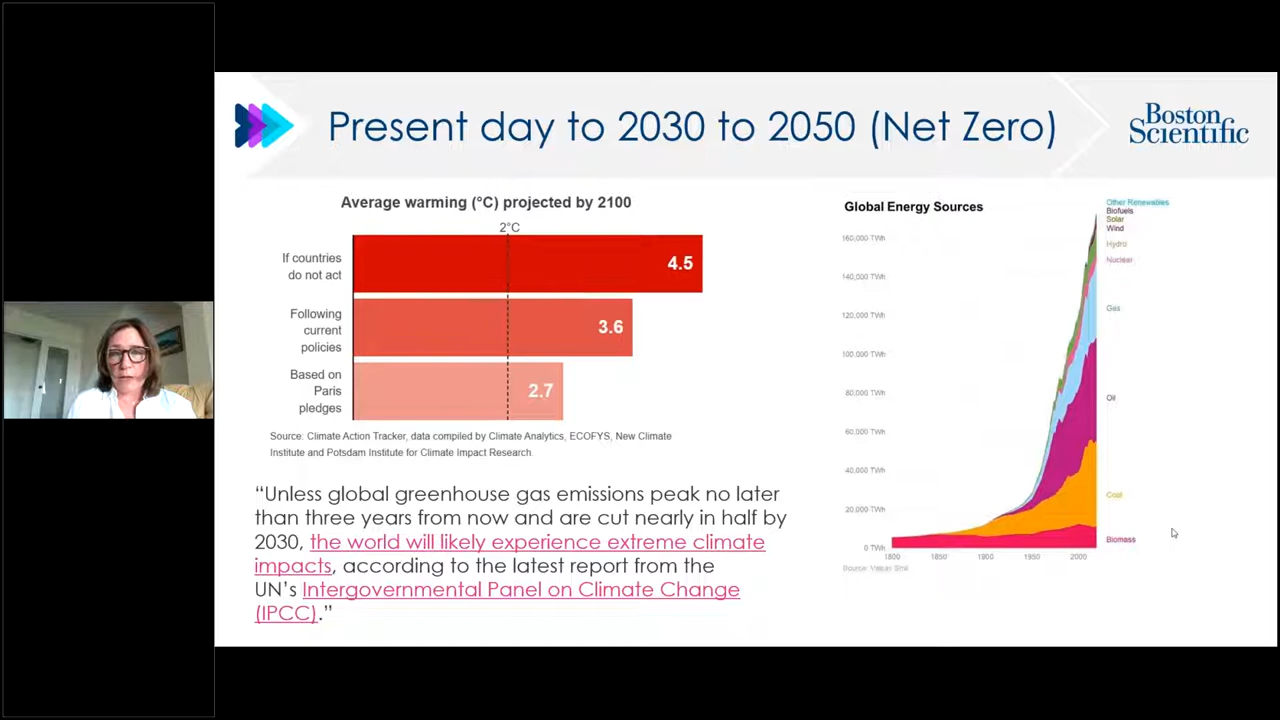 Present day to 2030 to 2050 (Net Zero)
Boston
Scientific
Average warming (°C) projected by 2100
2°C
If countries
do not act
4.5
Following
current
policies
3.6
Based on
Paris
pledges
2.7
Source: Climate Action Tracker, data compiled by Climate Analytics, ECOFYS, New Climate
Institute and Potsdam Institute for Climate Impact Research.
“Unless global greenhouse gas emissions peak no later
than three years from now and are cut nearly in half by
2030, the world will likely experience extreme climate
impacts, according to the latest report from the
UN’s Intergovernmental Panel on Climate Change
(IPCC).”
Global Energy Sources
160,000 TWh
140,000 TWh
120,000 TWh
100,000 TWh
80,000 TWh
60,000 TWh
40,000 TWh
20,000 TWh
0 TWh
1800 1850 1900 1950 2000
Other Renewables
Biofuels
Solar
Wind
Hydro
Nuclear
Gas
Oil
Coal
Biomass
Source: Vaclav Smil